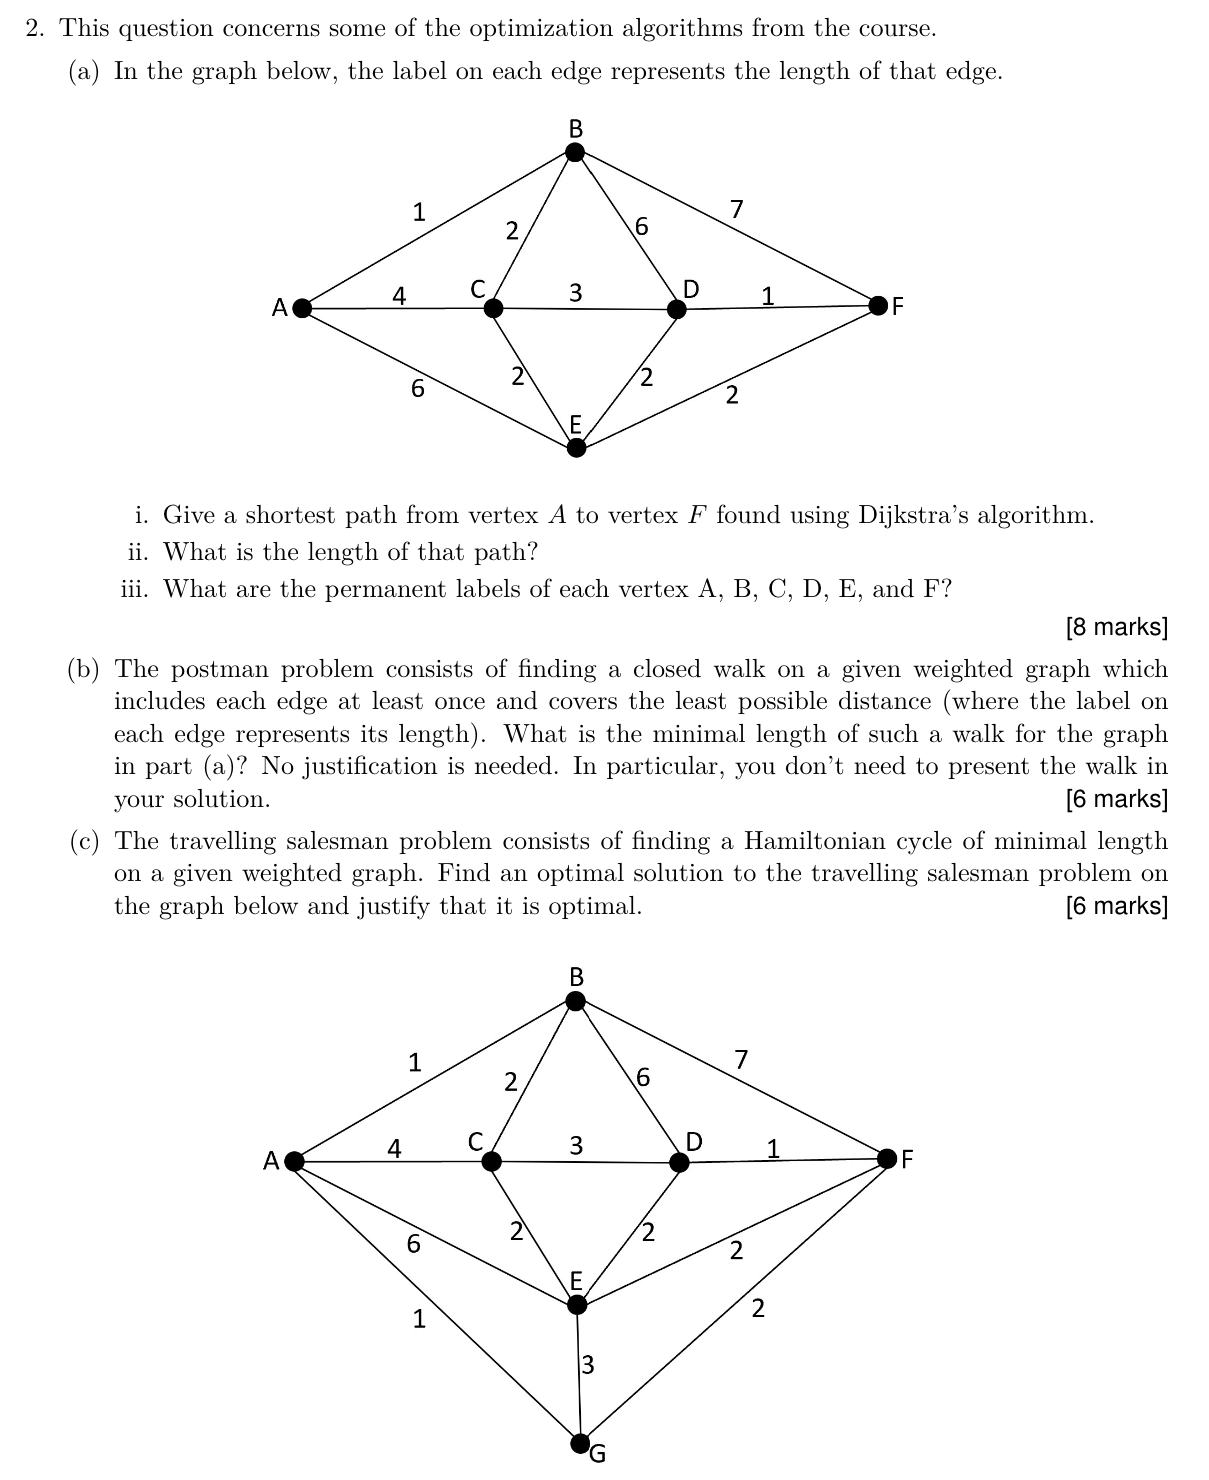 2. This question concerns some of the optimization algorithms from the course.
(a) In the graph below, the label on each edge represents the length of that edge.
B
1
2
6
7
A
4
C
3
D
1
F
6
2
2
2
E
i. Give a shortest path from vertex A to vertex F found using Dijkstra's algorithm.
ii. What is the length of that path?
iii. What are the permanent labels of each vertex A, B, C, D, E, and F?
[8 marks]
(b) The postman problem consists of finding a closed walk on a given weighted graph which
includes each edge at least once and covers the least possible distance (where the label on
each edge represents its length). What is the minimal length of such a walk for the graph
in part (a)? No justification is needed. In particular, you don't need to present the walk in
your solution. [6 marks]
(c) The travelling salesman problem consists of finding a Hamiltonian cycle of minimal length
on a given weighted graph. Find an optimal solution to the travelling salesman problem on
the graph below and justify that it is optimal. [6 marks]
B
1
2
6
7
A
4
C
3
D
1
F
6
2
2
2
E
1
2
3
G